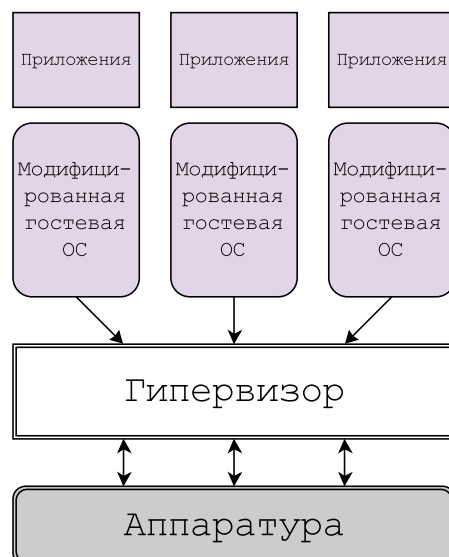 Приложения
Приложения
Приложения
Модифици-
рованная
гостевая
ОС
Модифици-
рованная
гостевая
ОС
Модифици-
рованная
гостевая
ОС
Гипервизор
Аппаратура